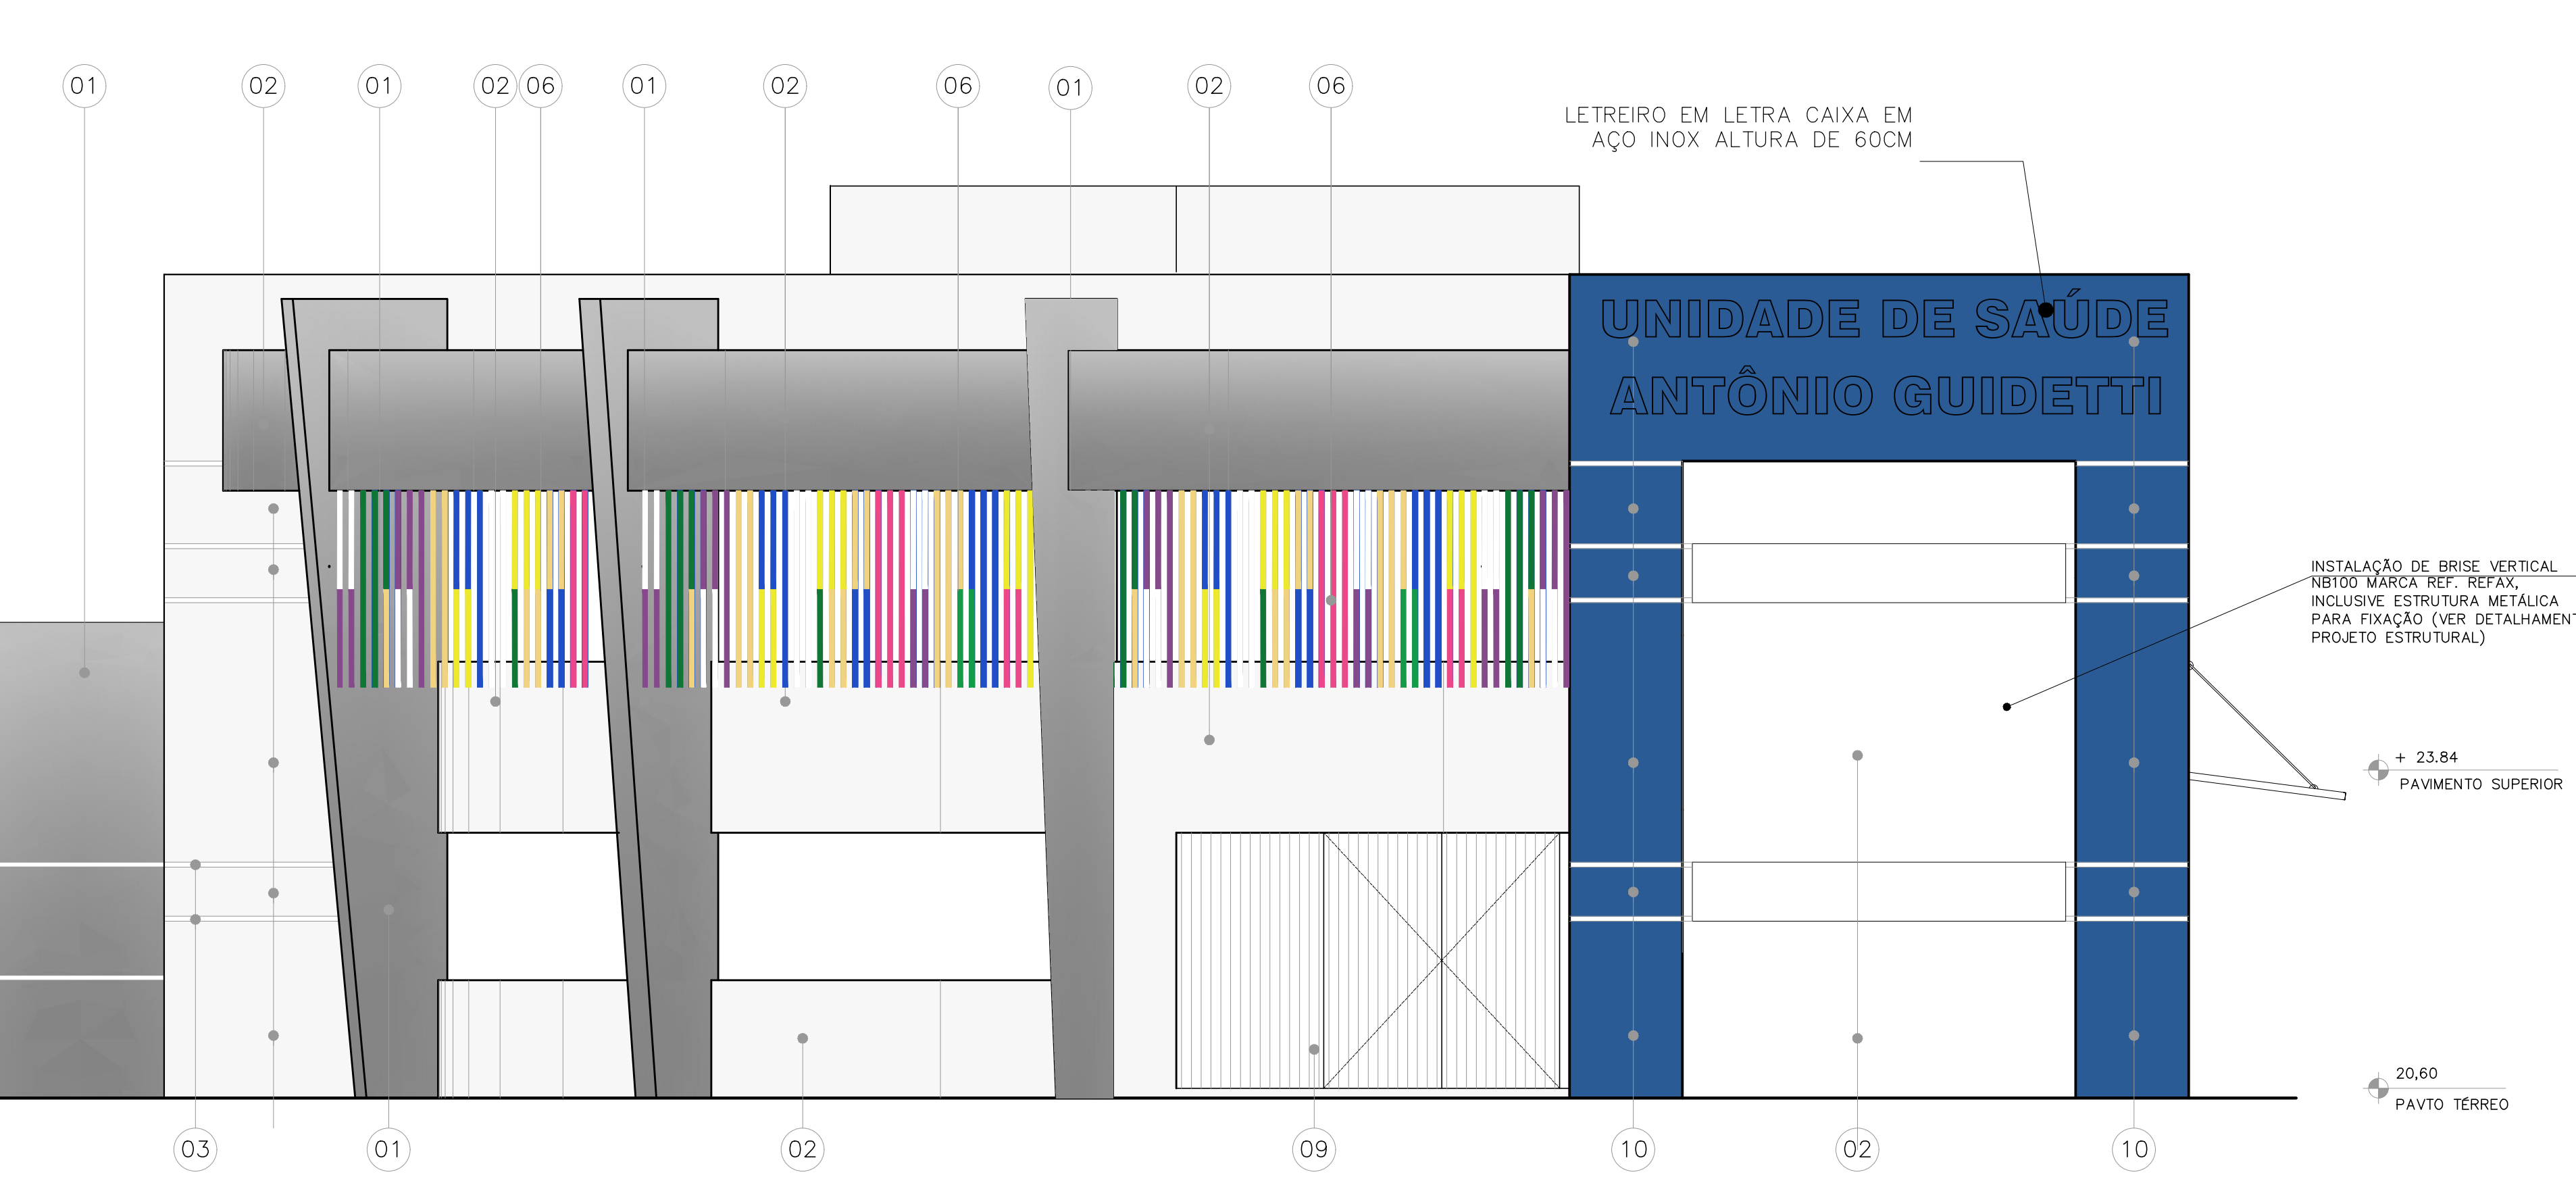 01 02 01 02 06 01 02 06 01 02 06
LETREIRO EM LETRA CAIXA EM
AÇO INOX ALTURA DE 60CM
UNIDADE DE SAÚDE
ANTÔNIO GUIDETTI
INSTALAÇÃO DE BRISE VERTICAL
NB100 MARCA REF. REFAX,
INCLUSIVE ESTRUTURA METÁLICA
PARA FIXAÇÃO (VER DETALHAMENT
PROJETO ESTRUTURAL)
+ 23.84
PAVIMENTO SUPERIOR
20,60
PAVTO TÉRREO
03 01 02 09 10 02 10